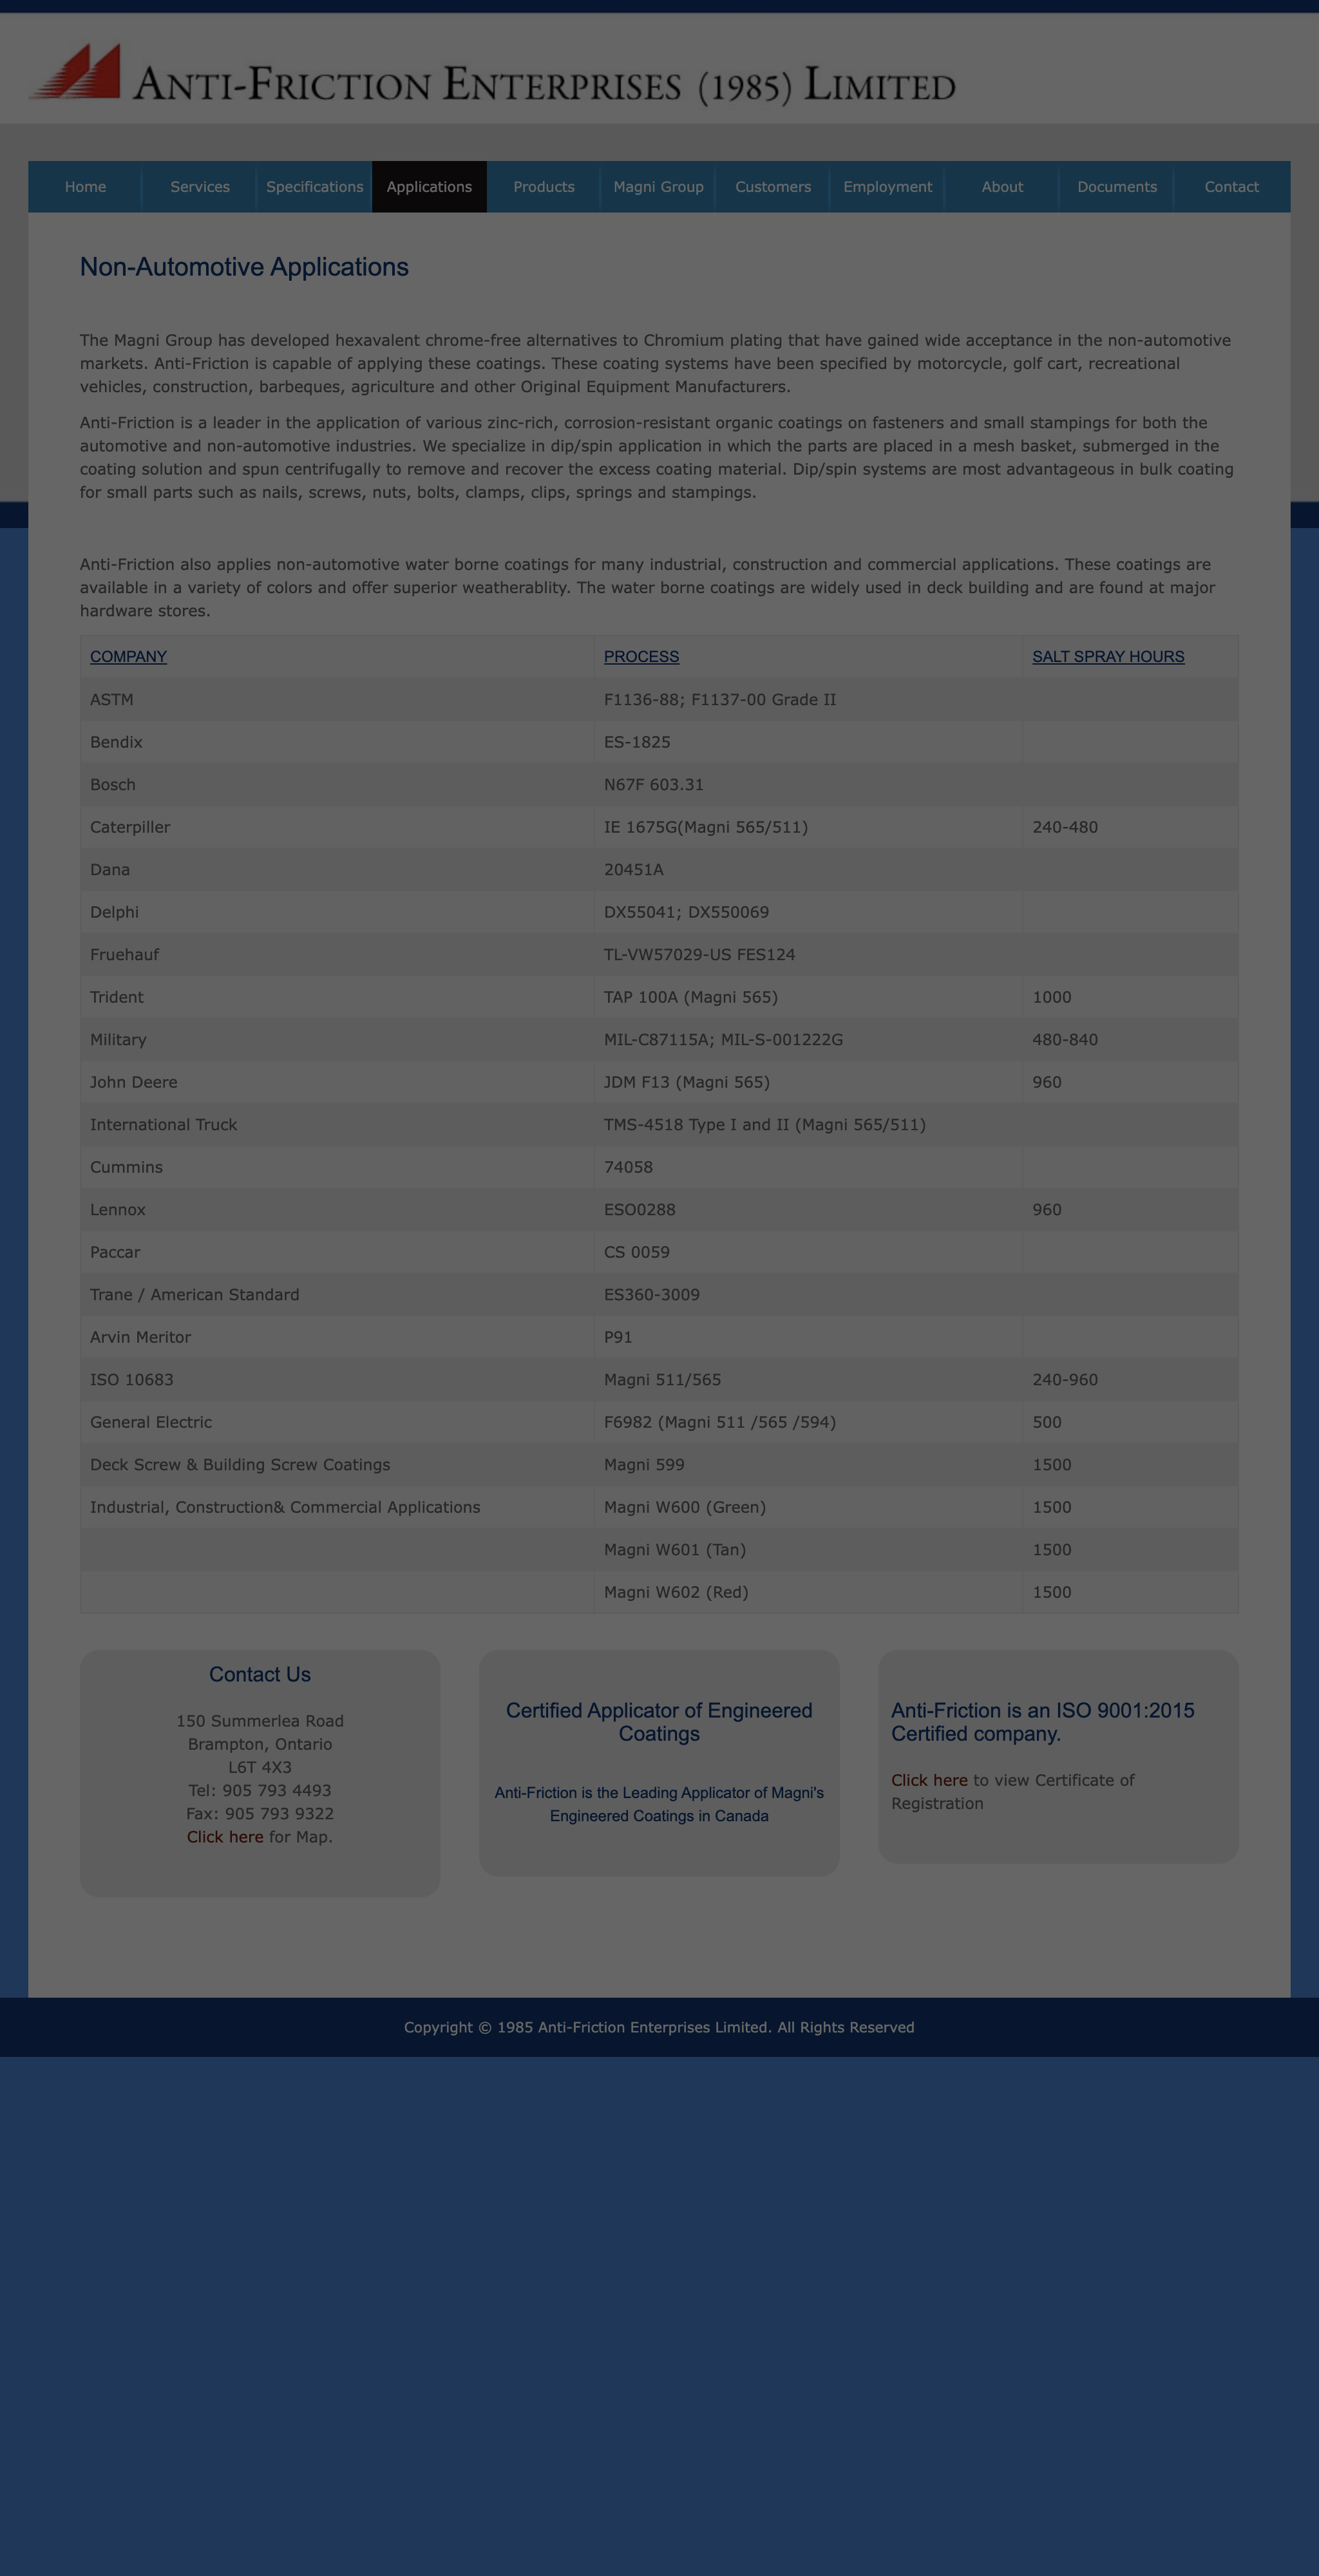 ANTI-FRICTION ENTERPRISES (1985) LIMITED
Home Services Specifications Applications Products Magni Group Customers Employment About Documents Contact
Non-Automotive Applications
The Magni Group has developed hexavalent chrome-free alternatives to Chromium plating that have gained wide acceptance in the non-automotive
markets. Anti-Friction is capable of applying these coatings. These coating systems have been specified by motorcycle, golf cart, recreational
vehicles, construction, barbeques, agriculture and other Original Equipment Manufacturers.
Anti-Friction is a leader in the application of various zinc-rich, corrosion-resistant organic coatings on fasteners and small stampings for both the
automotive and non-automotive industries. We specialize in dip/spin application in which the parts are placed in a mesh basket, submerged in the
coating solution and spun centrifugally to remove and recover the excess coating material. Dip/spin systems are most advantageous in bulk coating
for small parts such as nails, screws, nuts, bolts, clamps, clips, springs and stampings.
Anti-Friction also applies non-automotive water borne coatings for many industrial, construction and commercial applications. These coatings are
available in a variety of colors and offer superior weatherablity. The water borne coatings are widely used in deck building and are found at major
hardware stores.
COMPANY PROCESS SALT SPRAY HOURS
ASTM F1136-88; F1137-00 Grade II
Bendix ES-1825
Bosch N67F 603.31
Caterpiller IE 1675G(Magni 565/511) 240-480
Dana 20451A
Delphi DX55041; DX550069
Fruehauf TL-VW57029-US FES124
Trident TAP 100A (Magni 565) 1000
Military MIL-C87115A; MIL-S-001222G 480-840
John Deere JDM F13 (Magni 565) 960
International Truck TMS-4518 Type I and II (Magni 565/511)
Cummins 74058
Lennox ESO0288 960
Paccar CS 0059
Trane / American Standard ES360-3009
Arvin Meritor P91
ISO 10683 Magni 511/565 240-960
General Electric F6982 (Magni 511 /565 /594) 500
Deck Screw & Building Screw Coatings Magni 599 1500
Industrial, Construction& Commercial Applications Magni W600 (Green) 1500
Magni W601 (Tan) 1500
Magni W602 (Red) 1500
Contact Us
150 Summerlea Road
Brampton, Ontario
L6T 4X3
Tel: 905 793 4493
Fax: 905 793 9322
Click here for Map.
Certified Applicator of Engineered
Coatings
Anti-Friction is the Leading Applicator of Magni's
Engineered Coatings in Canada
Anti-Friction is an ISO 9001:2015
Certified company.
Click here to view Certificate of
Registration
Copyright © 1985 Anti-Friction Enterprises Limited. All Rights Reserved